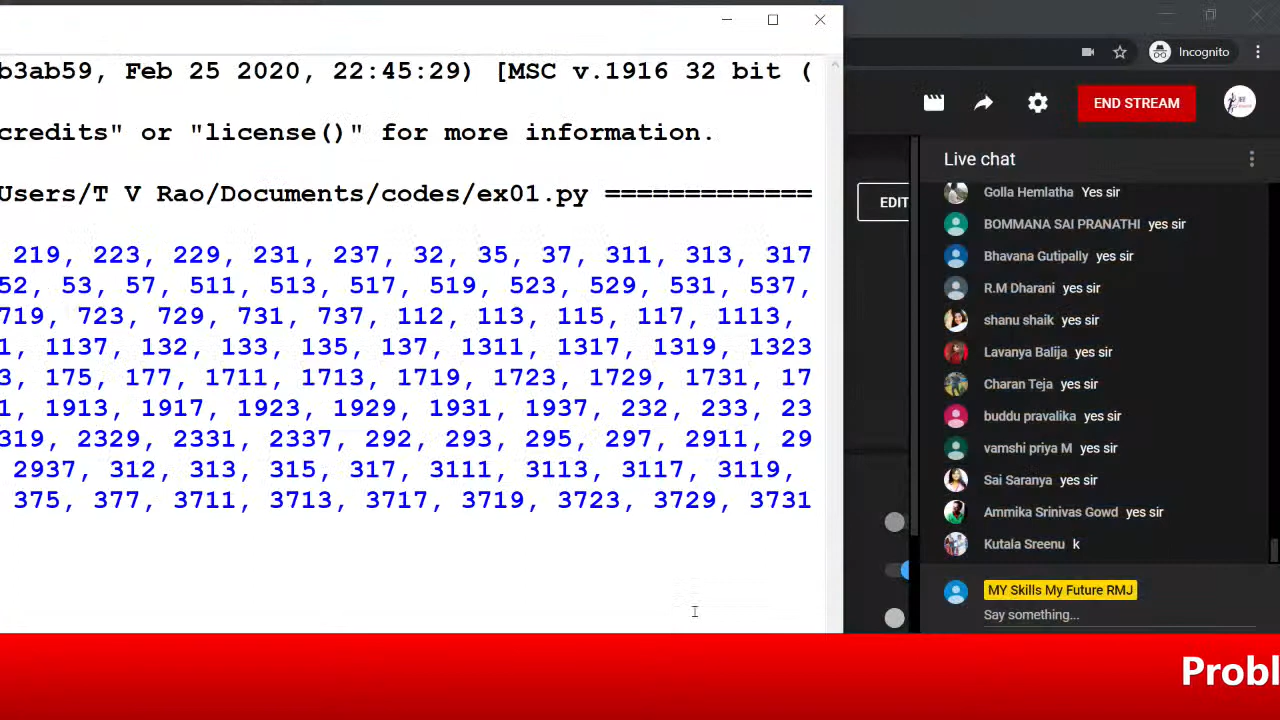 b3ab59, Feb 25 2020, 22:45:29) [MSC v.1916 32 bit (
credits" or "license()" for more information.
Users/T V Rao/Documents/codes/ex01.py =============
219, 223, 229, 231, 237, 32, 35, 37, 311, 313, 317
52, 53, 57, 511, 513, 517, 519, 523, 529, 531, 537,
719, 723, 729, 731, 737, 112, 113, 115, 117, 1113,
1, 1137, 132, 133, 135, 137, 1311, 1317, 1319, 1323
3, 175, 177, 1711, 1713, 1719, 1723, 1729, 1731, 17
1, 1913, 1917, 1923, 1929, 1931, 1937, 232, 233, 23
319, 2329, 2331, 2337, 292, 293, 295, 297, 2911, 29
2937, 312, 313, 315, 317, 3111, 3113, 3117, 3119,
375, 377, 3711, 3713, 3717, 3719, 3723, 3729, 3731
Incognito
END STREAM
EDIT
Live chat
Golla Hemlatha Yes sir
BOMMANA SAI PRANATHI yes sir
Bhavana Gutipally yes sir
R.M Dharani yes sir
shanu shaik yes sir
Lavanya Balija yes sir
Charan Teja yes sir
buddu pravalika yes sir
vamshi priya M yes sir
Sai Saranya yes sir
Ammika Srinivas Gowd yes sir
Kutala Sreenu k
MY Skills My Future RMJ
Say something...
Probl